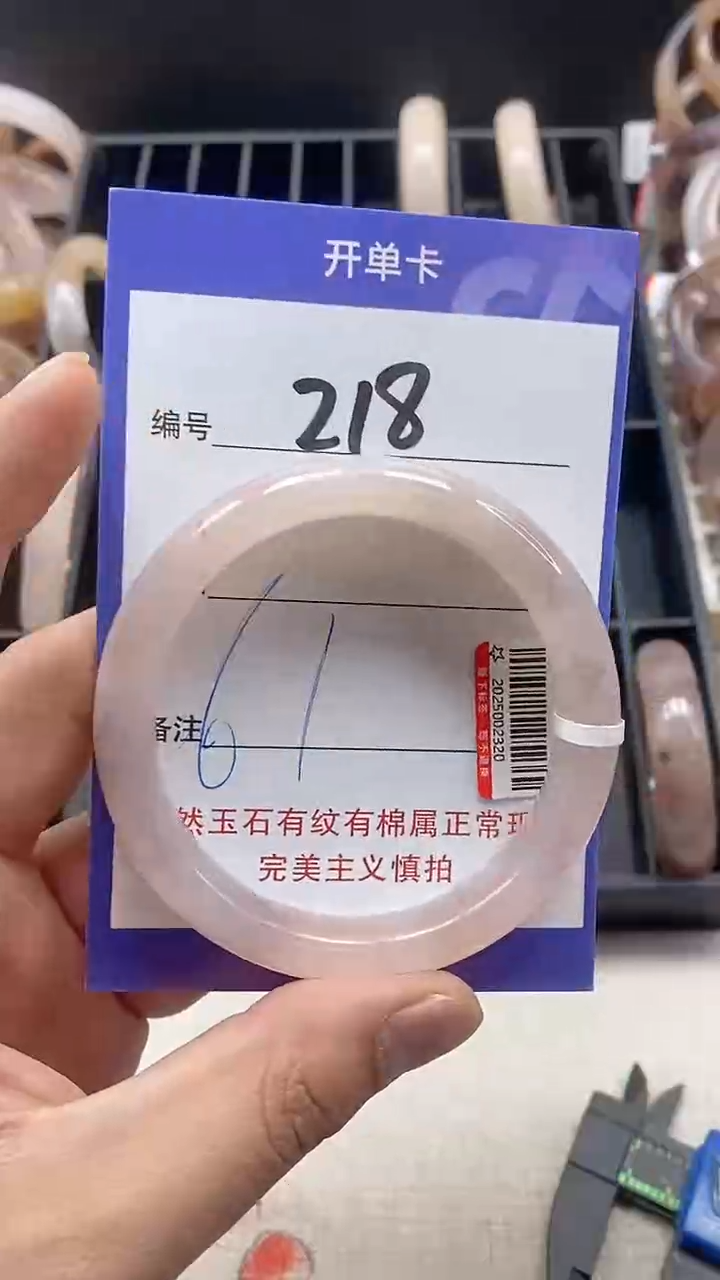 开单卡
编号 218
61
备注
然玉石有纹有棉属正常现
完美主义慎拍
2025002320